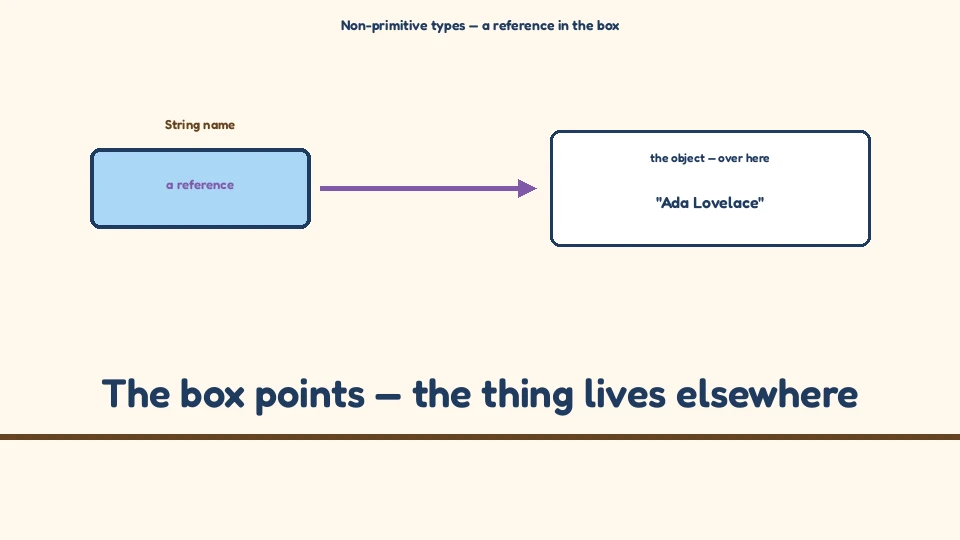 Non-primitive types — a reference in the box
String name
a reference
the object — over here
"Ada Lovelace"
The box points — the thing lives elsewhere